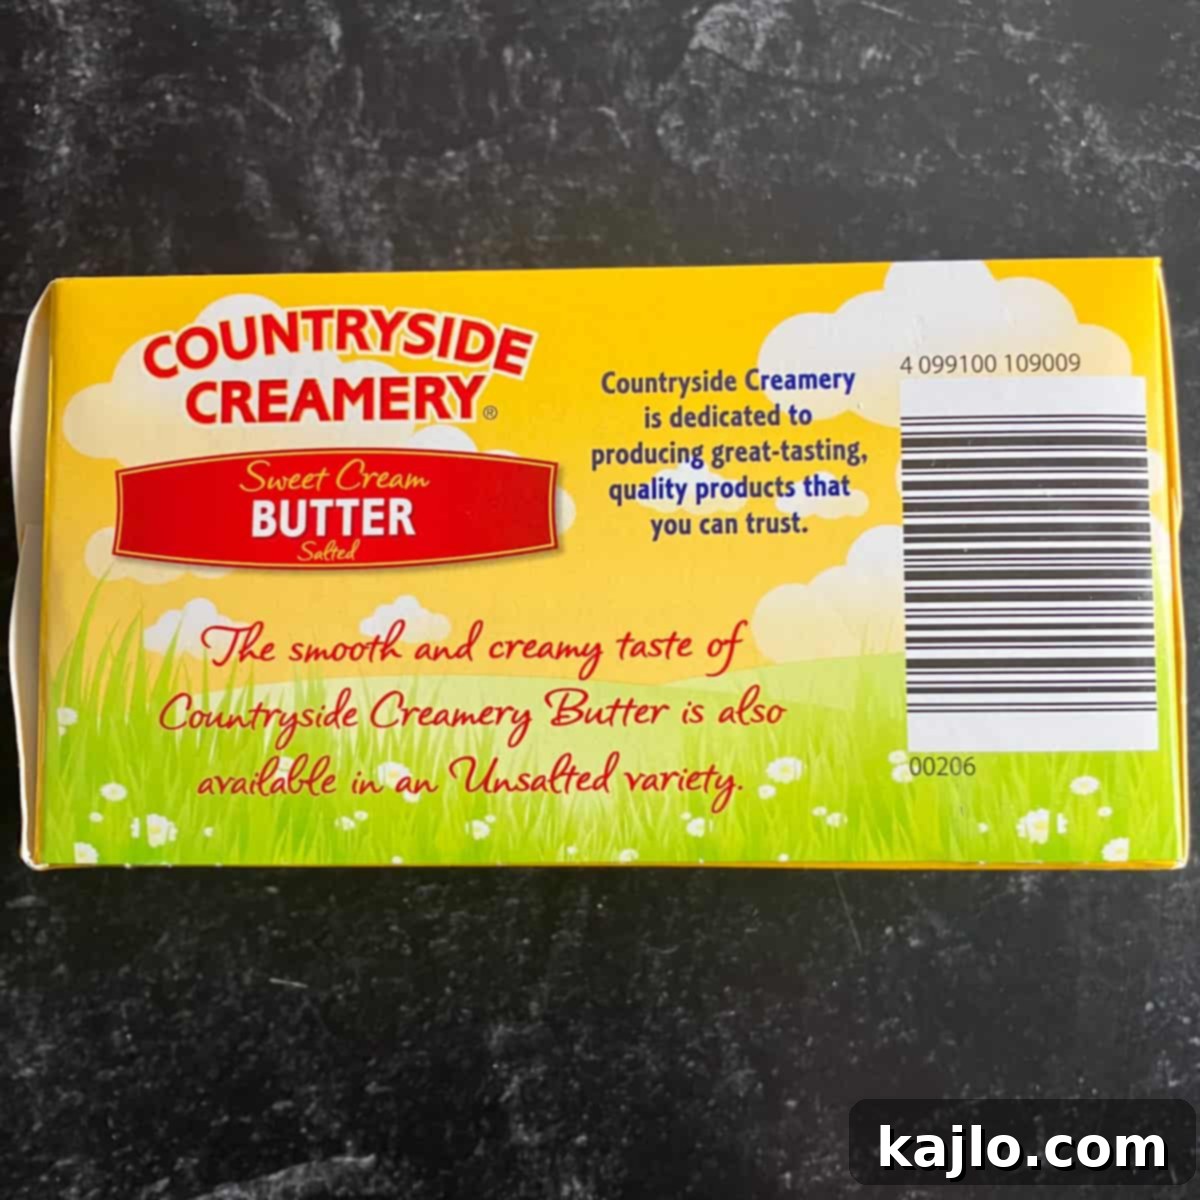 COUNTRYSIDE
CREAMERY®
Sweet Cream
BUTTER
Salted
Countryside Creamery
is dedicated to
producing great-tasting,
quality products that
you can trust.
4 099100 109009
00206
The smooth and creamy taste of
Countryside Creamery Butter is also
available in an Unsalted variety.
kajlo.com